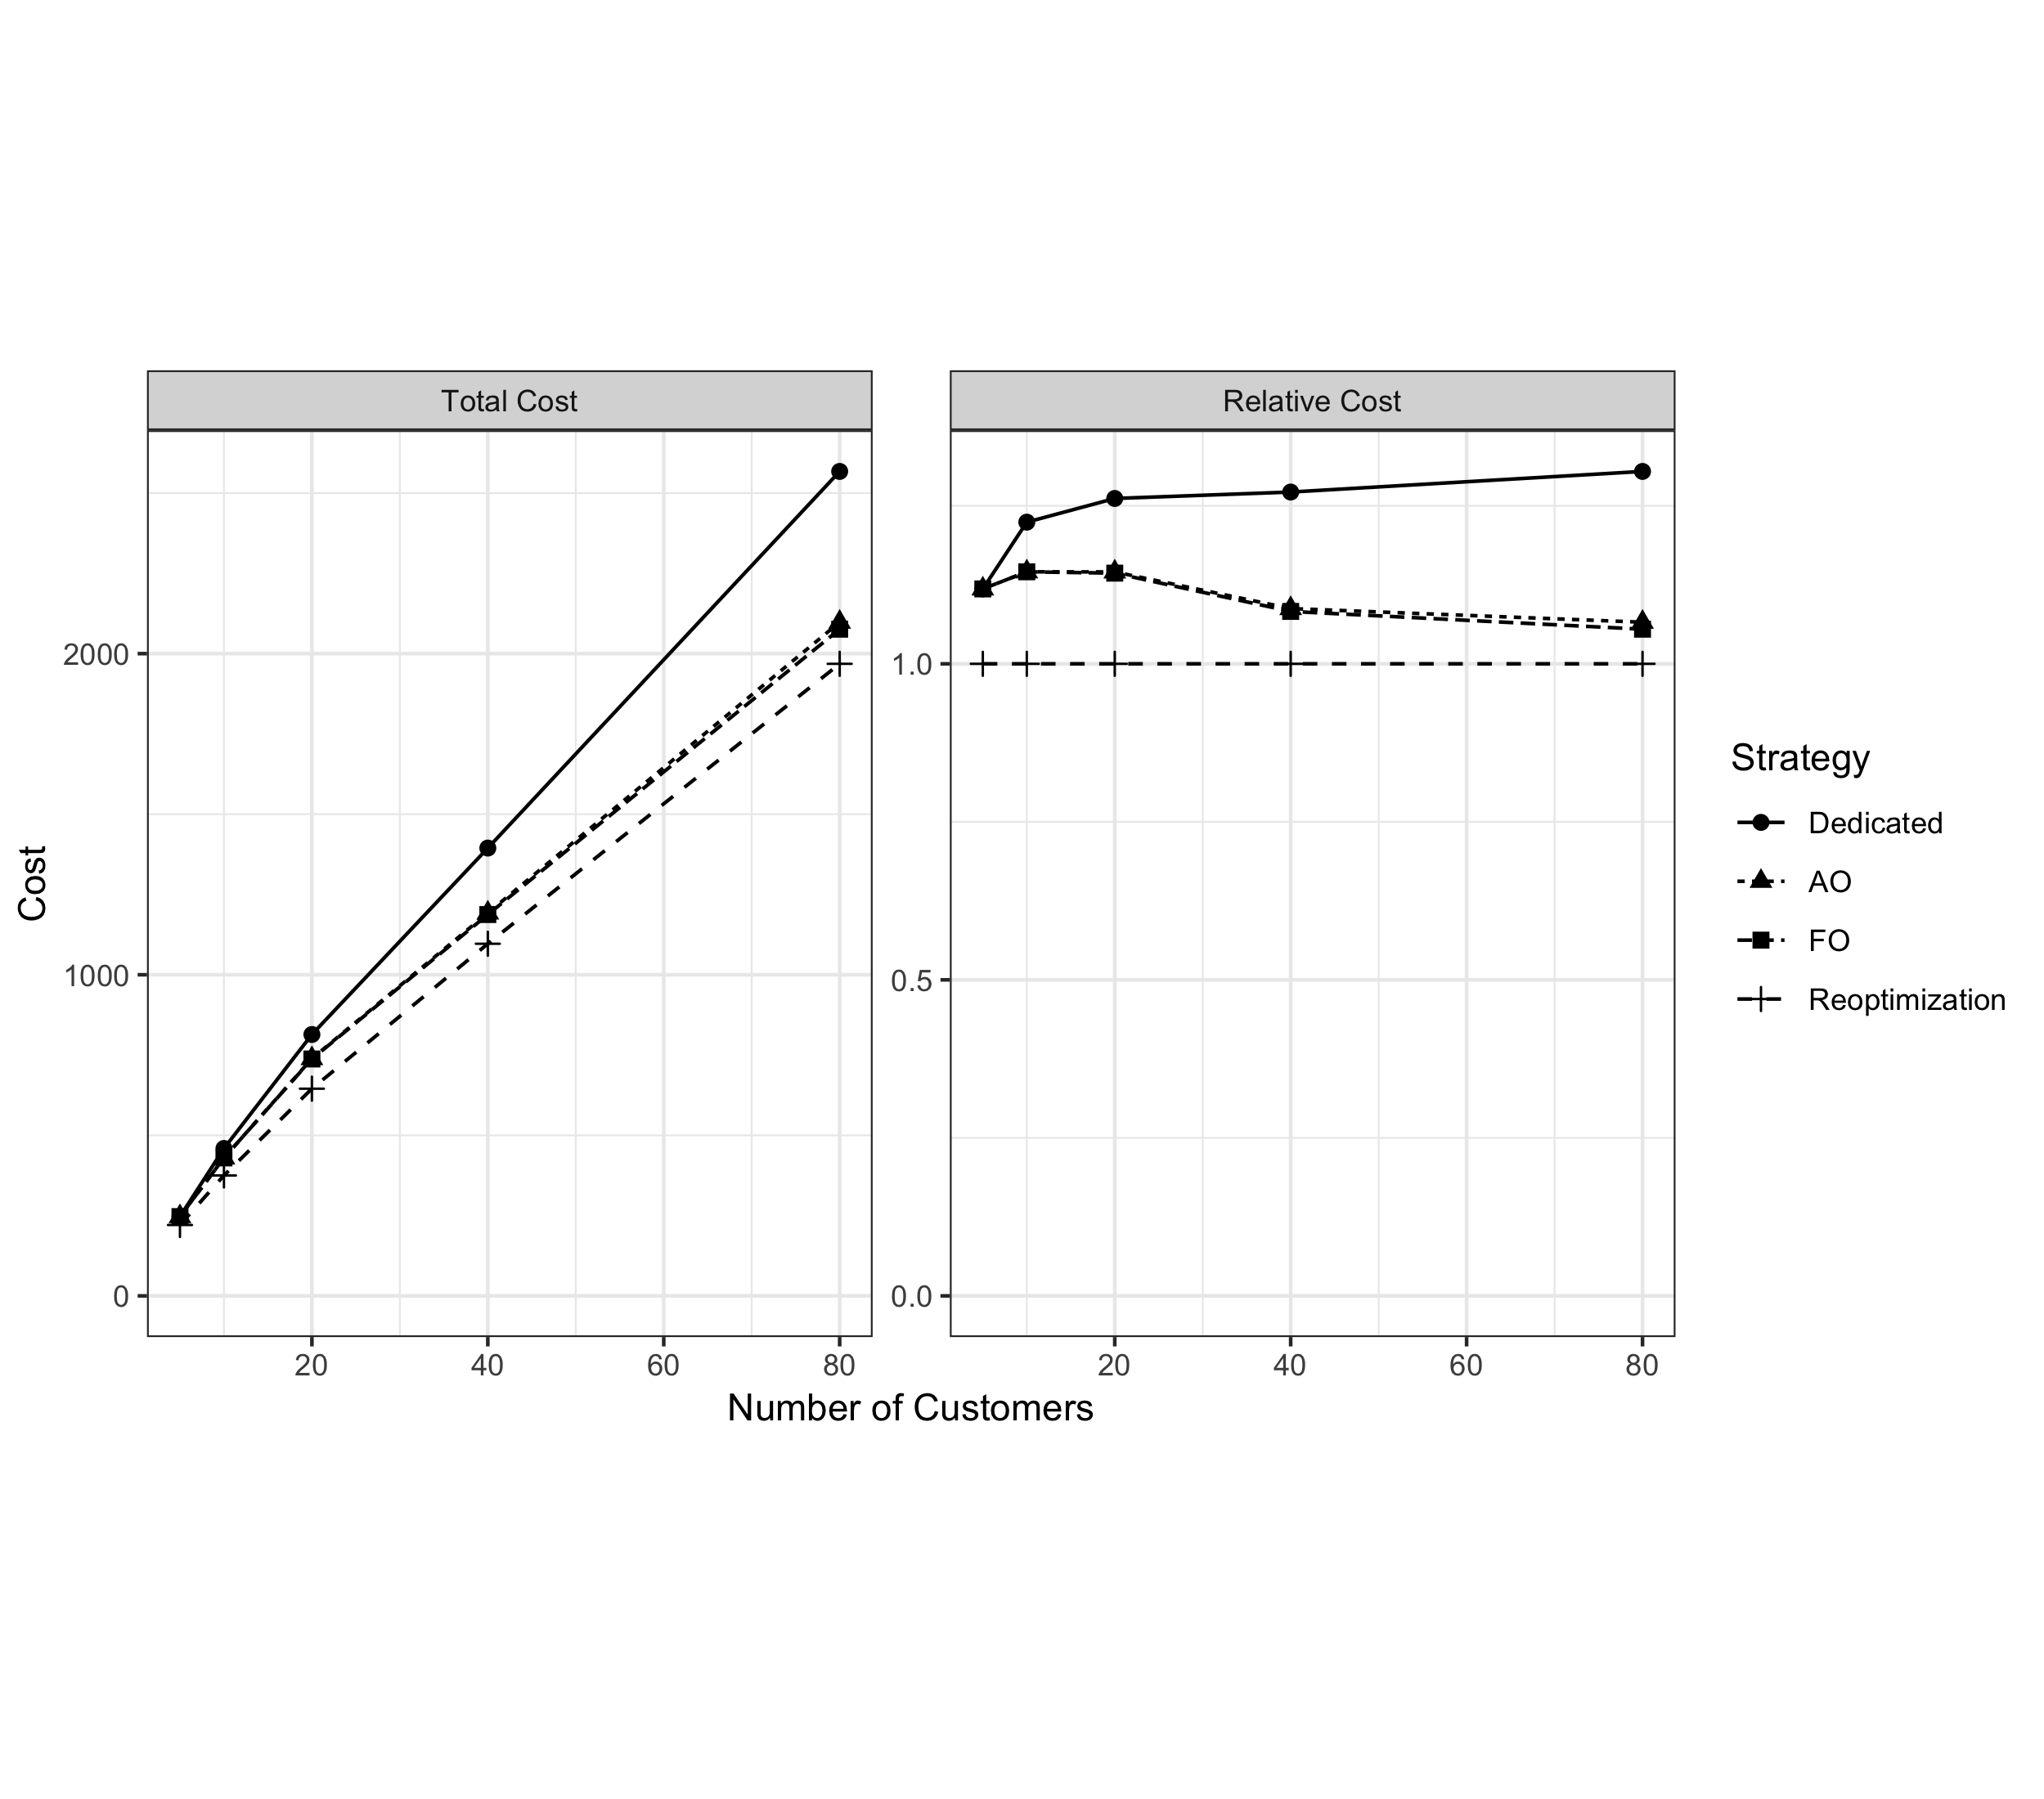 Total Cost
Relative Cost
Cost
2000
1000
0
1.0
0.5
0.0
20 40 60 80
20 40 60 80
Number of Customers
Strategy
Dedicated
AO
FO
Reoptimization